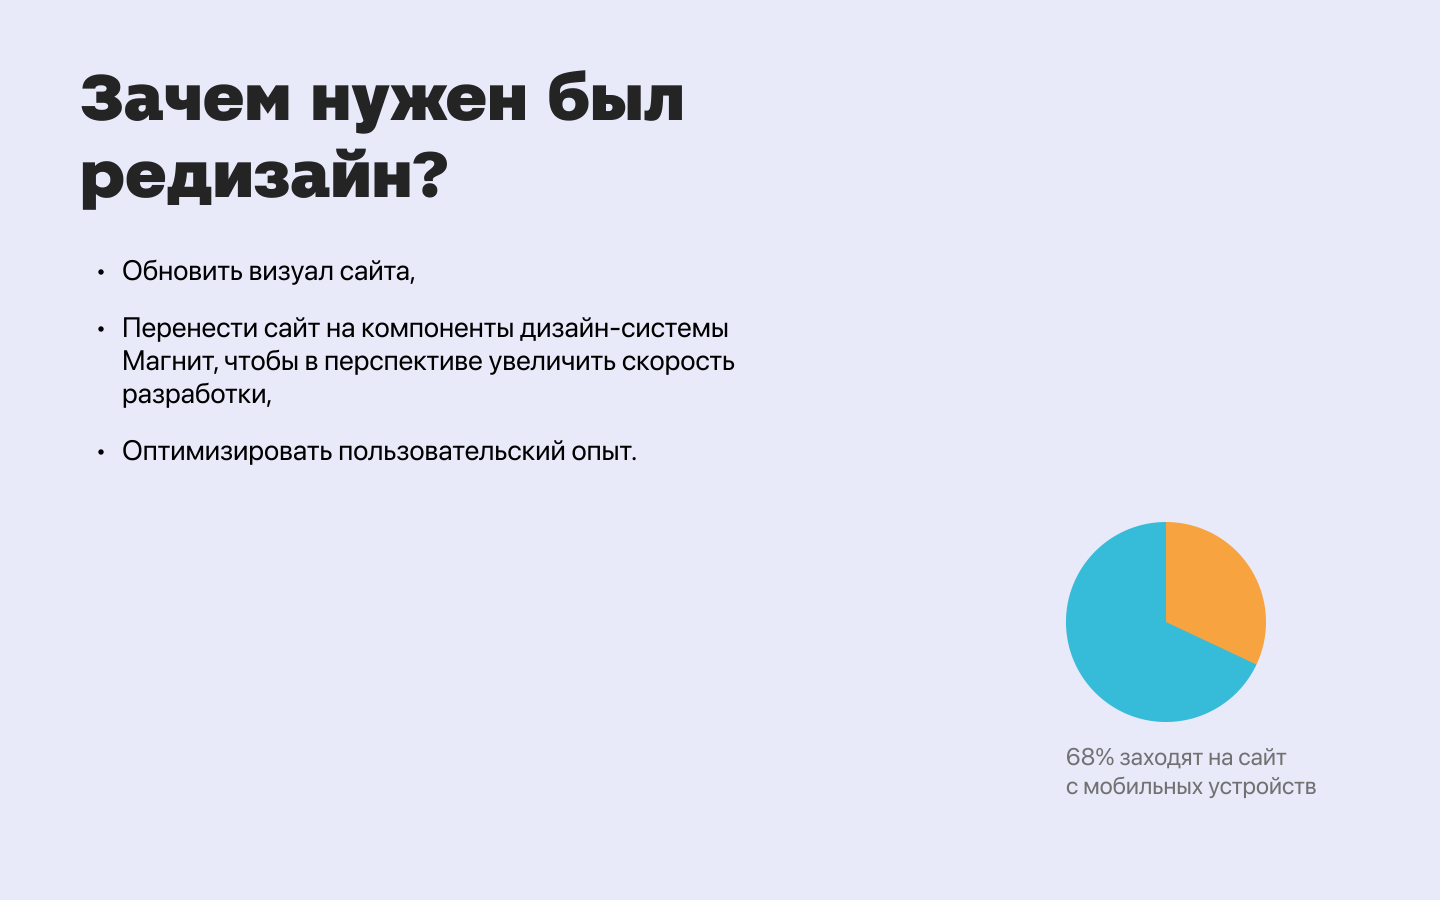 Зачем нужен был
редизайн?
• Обновить визуал сайта,
• Перенести сайт на компоненты дизайн-системы
Магнит, чтобы в перспективе увеличить скорость
разработки,
• Оптимизировать пользовательский опыт.
68% заходят на сайт
с мобильных устройств